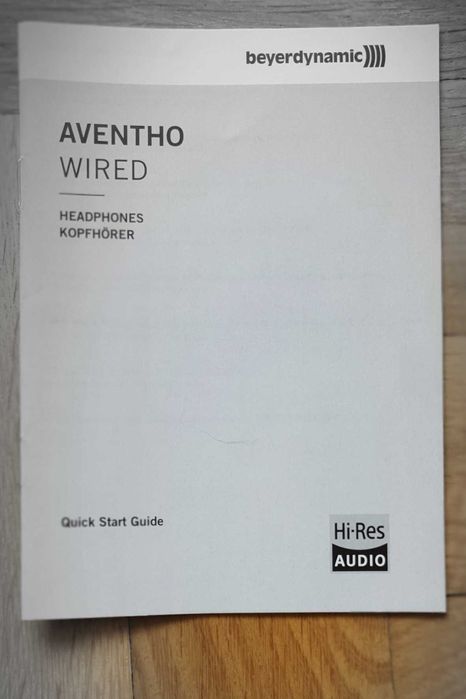 beyerdynamic))))
AVENTHO
WIRED
HEADPHONES
KOPFHÖRER
Quick Start Guide
Hi-Res
AUDIO